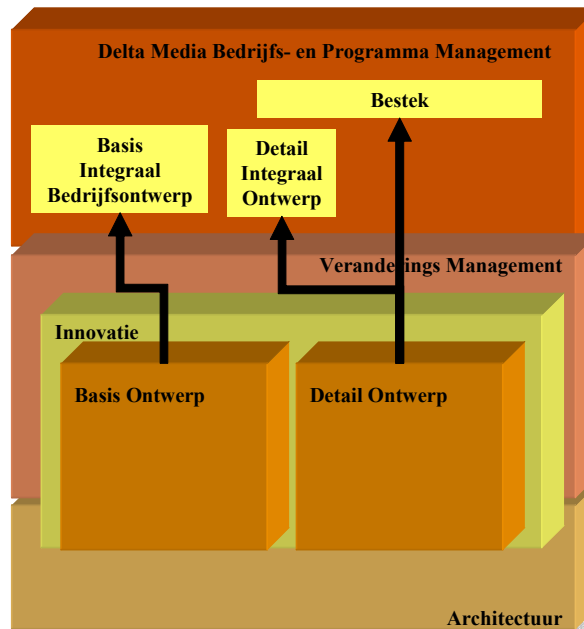 Delta Media Bedrijfs- en Programma Management
Bestek
Basis
Integraal
Bedrijfsontwerp
Detail
Integraal
Ontwerp
Veranderings Management
Innovatie
Basis Ontwerp
Detail Ontwerp
Architectuur